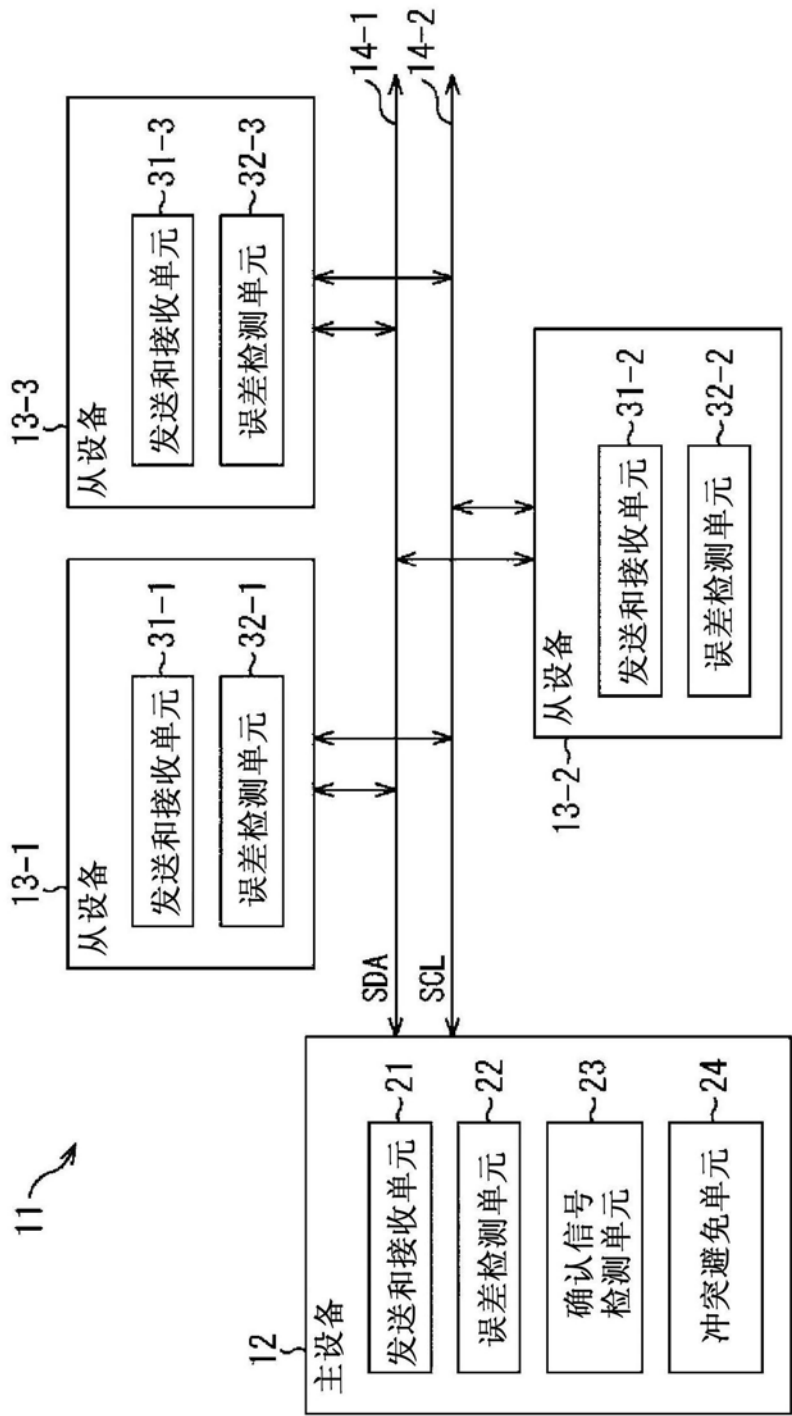 11
12
主设备
发送和接收单元
21
误差检测单元
22
确认信号
检测单元
23
冲突避免单元
24
SDA
SCL
13-1
从设备
发送和接收单元
31-1
误差检测单元
32-1
13-3
从设备
发送和接收单元
31-3
误差检测单元
32-3
14-1
14-2
13-2
从设备
发送和接收单元
31-2
误差检测单元
32-2